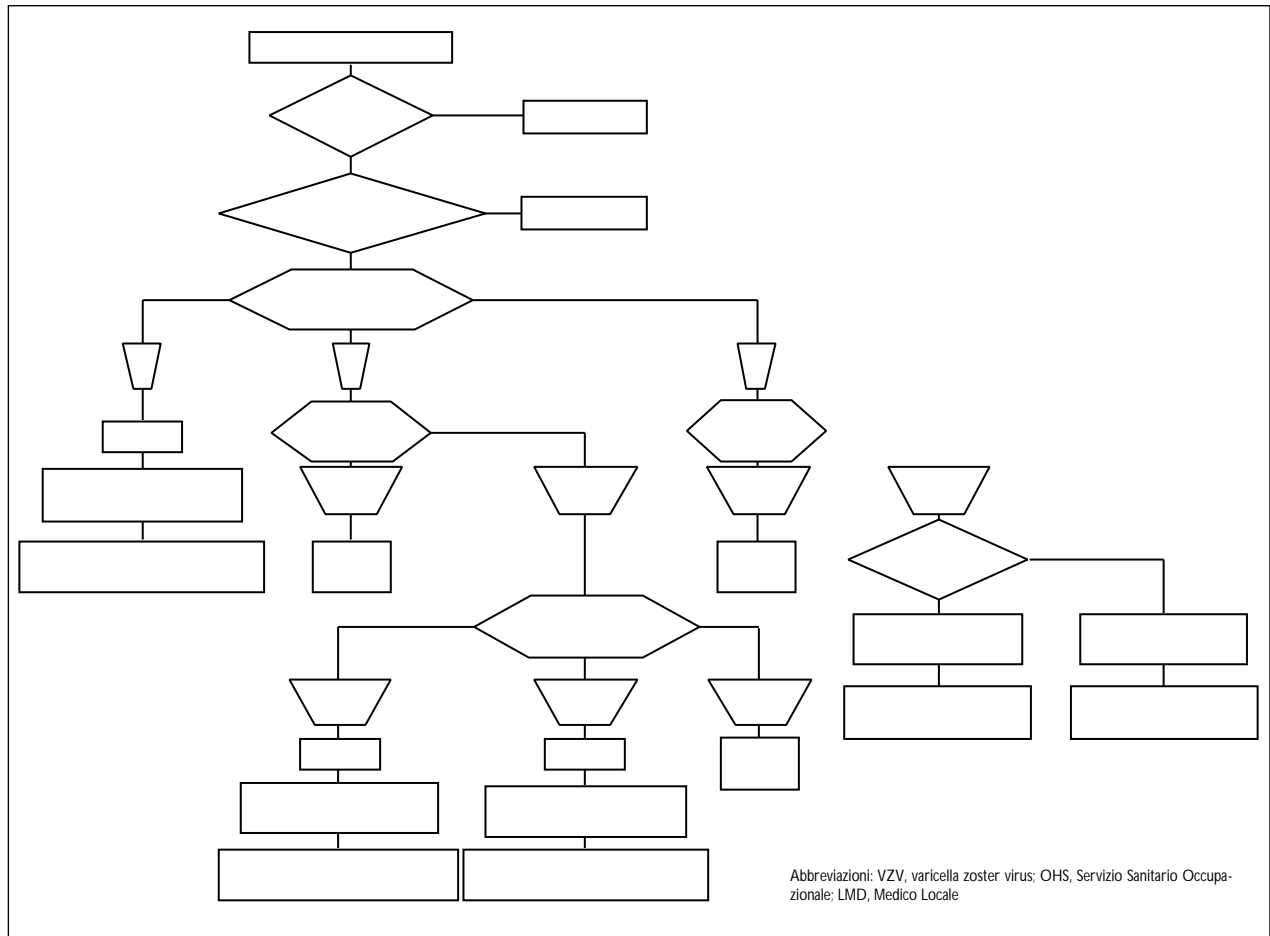 Abbreviazioni: VZV, varicella zoster virus; OHS, Servizio Sanitario Occupa-
zionale; LMD, Medico Locale